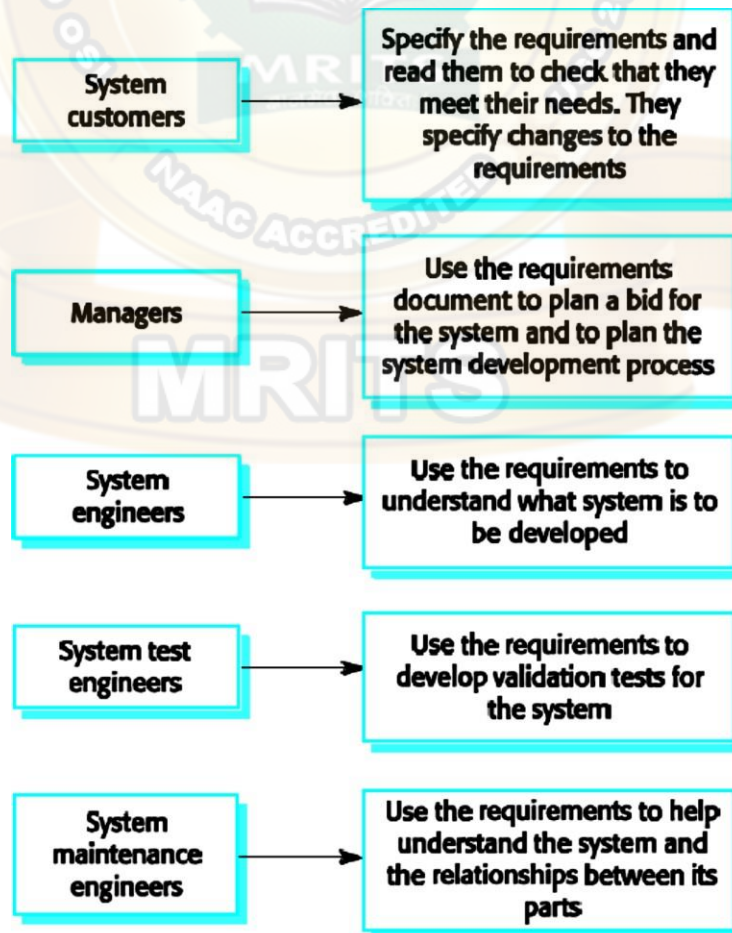 System
customers
Specify the requirements and
read them to check that they
meet their needs. They
specify changes to the
requirements
NAAC ACCREDITED
Managers
Use the requirements
document to plan a bid for
the system and to plan the
system development process
MRITS
System
engineers
Use the requirements to
understand what system is to
be developed
System test
engineers
Use the requirements to
develop validation tests for
the system
System
maintenance
engineers
Use the requirements to help
understand the system and
the relationships between its
parts